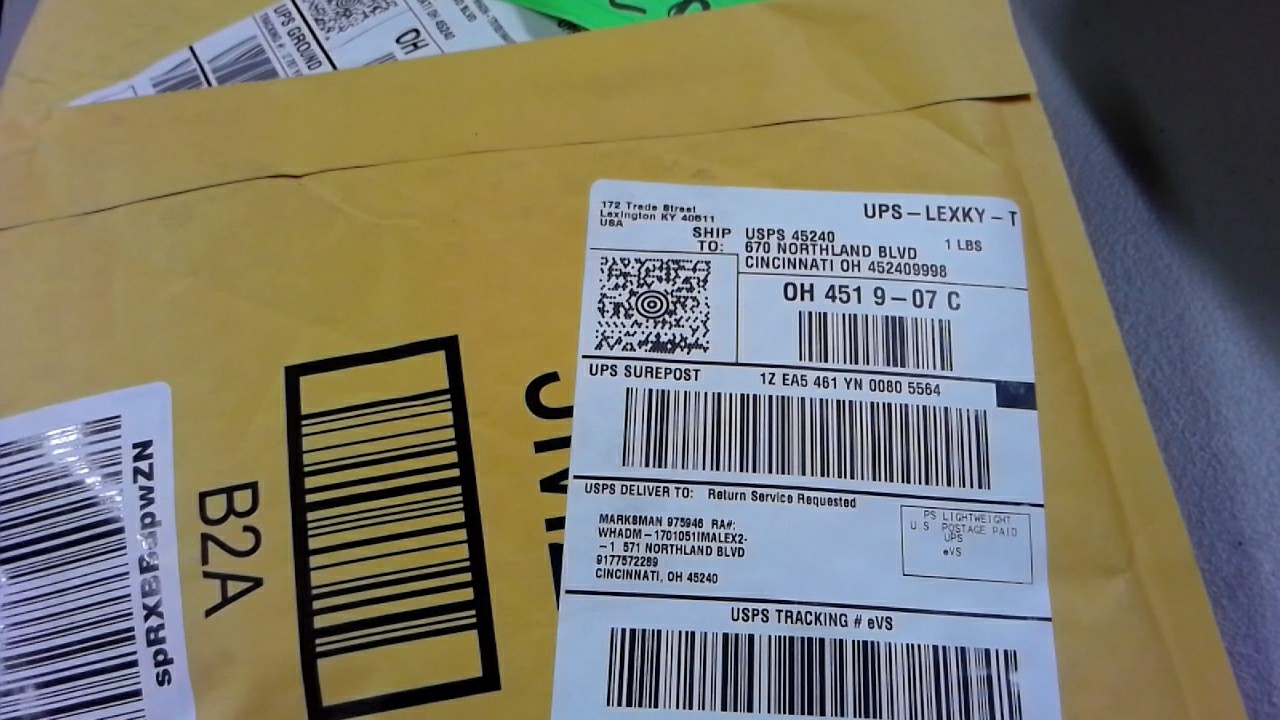 UPS GROUND
TRACKING #:
OH
172 Trade Street
Lexington KY 40611
USA
UPS-LEXKY-T
SHIP TO:
USPS 45240
1 LBS
670 NORTHLAND BLVD
CINCINNATI OH 452409998
OH 451 9-07 C
UPS SUREPOST
1Z EA5 461 YN 0080 5564
USPS DELIVER TO: Return Service Requested
MARKSMAN 975946 RA#:
WHADM-1701051IMALEX2-
-1 571 NORTHLAND BLVD
9177572289
CINCINNATI, OH 45240
PS LIGHTWEIGHT
U.S. POSTAGE PAID
UPS
eVS
USPS TRACKING # eVS
B2A